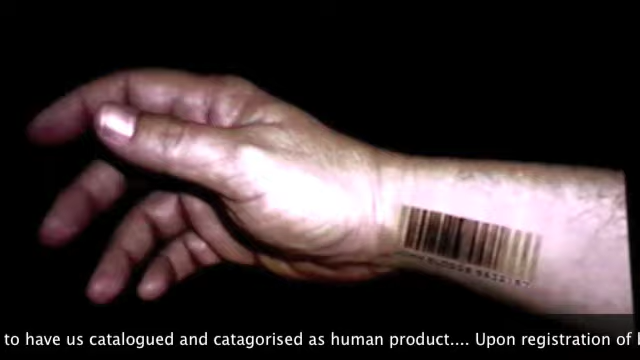 to have us catalogued and catagorised as human product.... Upon registration of